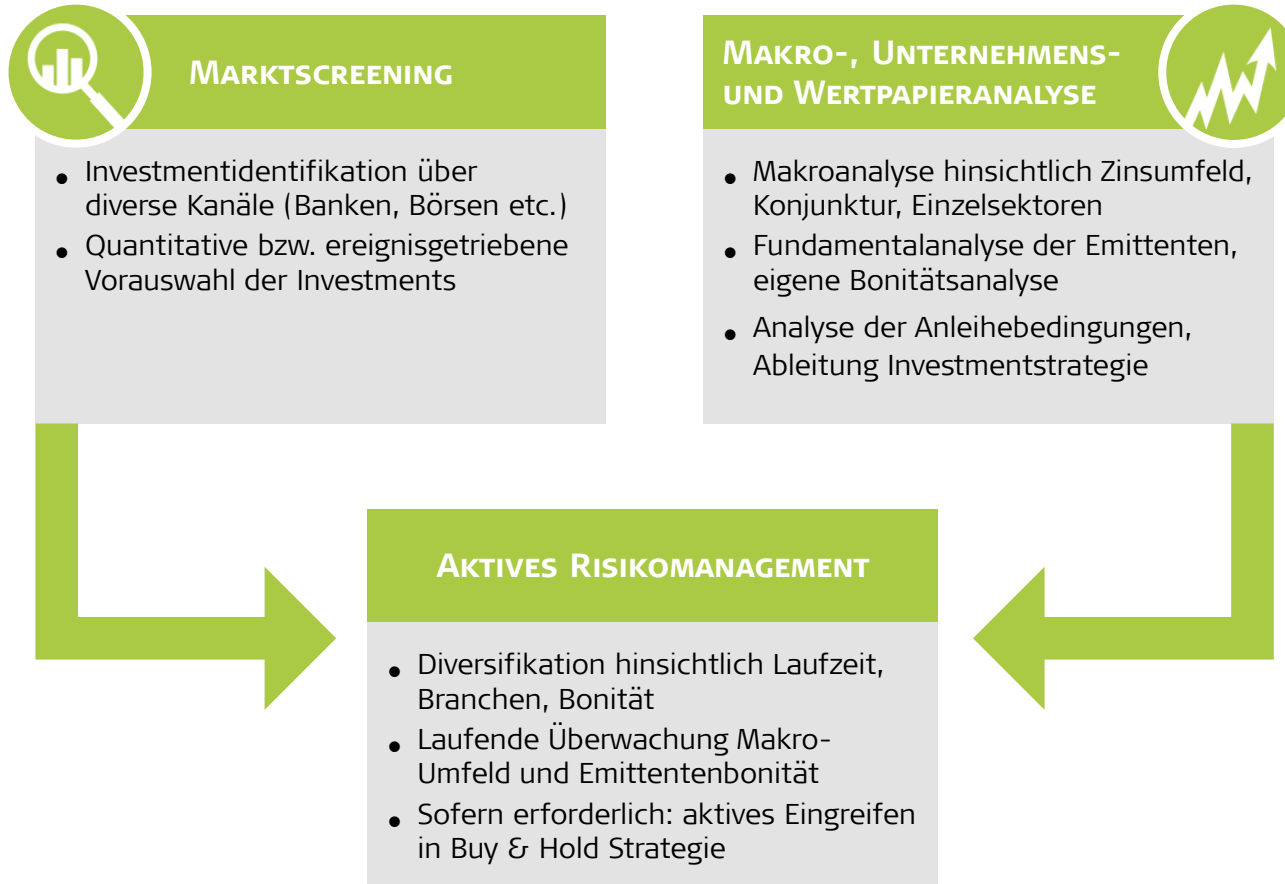 MARKTSCREENING
• Investmentidentifikation über
diverse Kanäle (Banken, Börsen etc.)
• Quantitative bzw. ereignisgetriebene
Vorauswahl der Investments
MAKRO-, UNTERNEHMENS-
UND WERTPAPIERANALYSE
• Makroanalyse hinsichtlich Zinsumfeld,
Konjunktur, Einzelsektoren
• Fundamentalanalyse der Emittenten,
eigene Bonitätsanalyse
• Analyse der Anleihebedingungen,
Ableitung Investmentstrategie
AKTIVES RISIKOMANAGEMENT
• Diversifikation hinsichtlich Laufzeit,
Branchen, Bonität
• Laufende Überwachung Makro-
Umfeld und Emittentenbonität
• Sofern erforderlich: aktives Eingreifen
in Buy & Hold Strategie